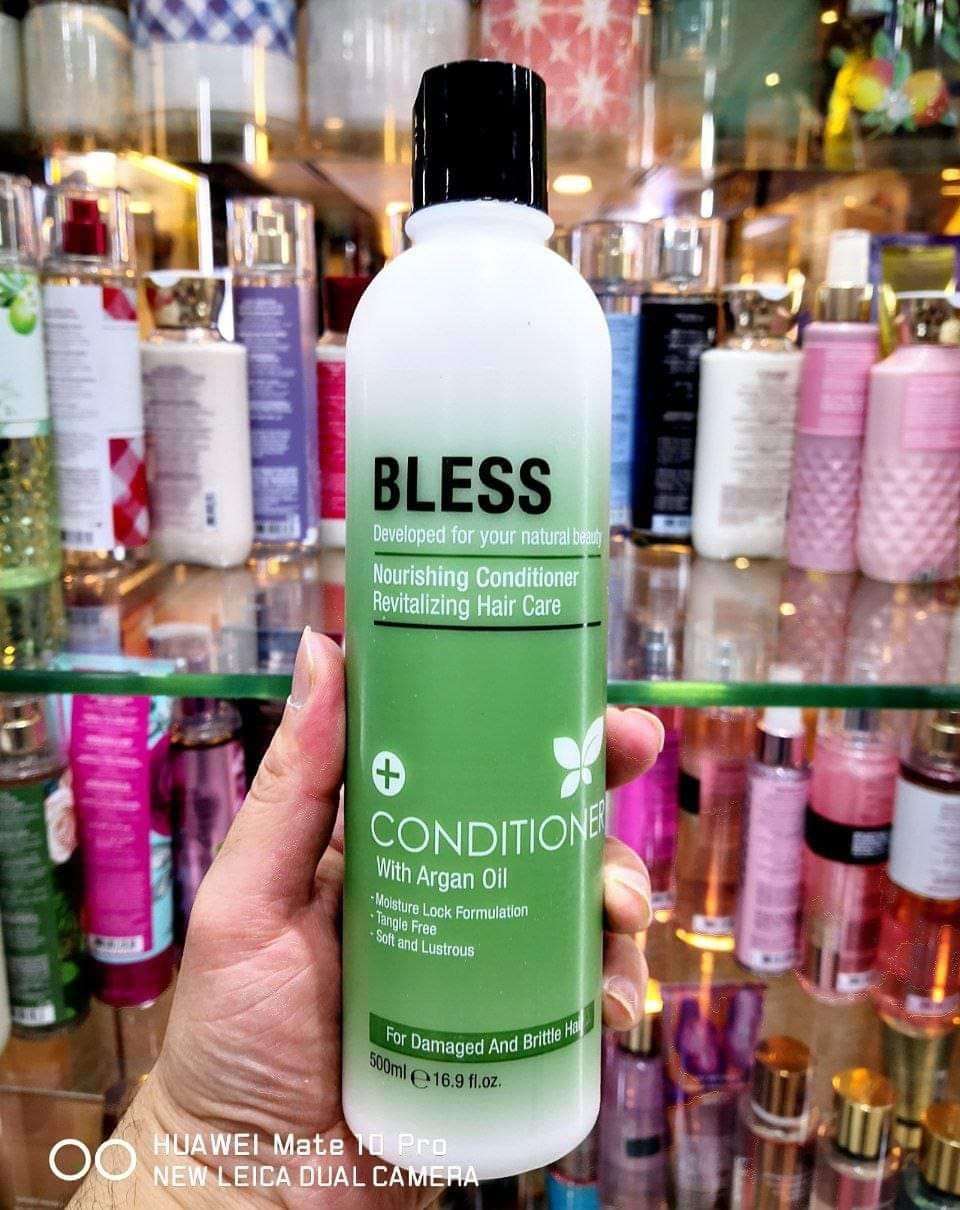 BLESS
Developed for your natural beauty
Nourishing Conditioner
Revitalizing Hair Care
CONDITIONER
With Argan Oil
- Moisture Lock Formulation
- Tangle Free
- Soft and Lustrous
For Damaged And Brittle Hair
500ml ℮ 16.9 fl.oz.
HUAWEI Mate 10 Pro
NEW LEICA DUAL CAMERA